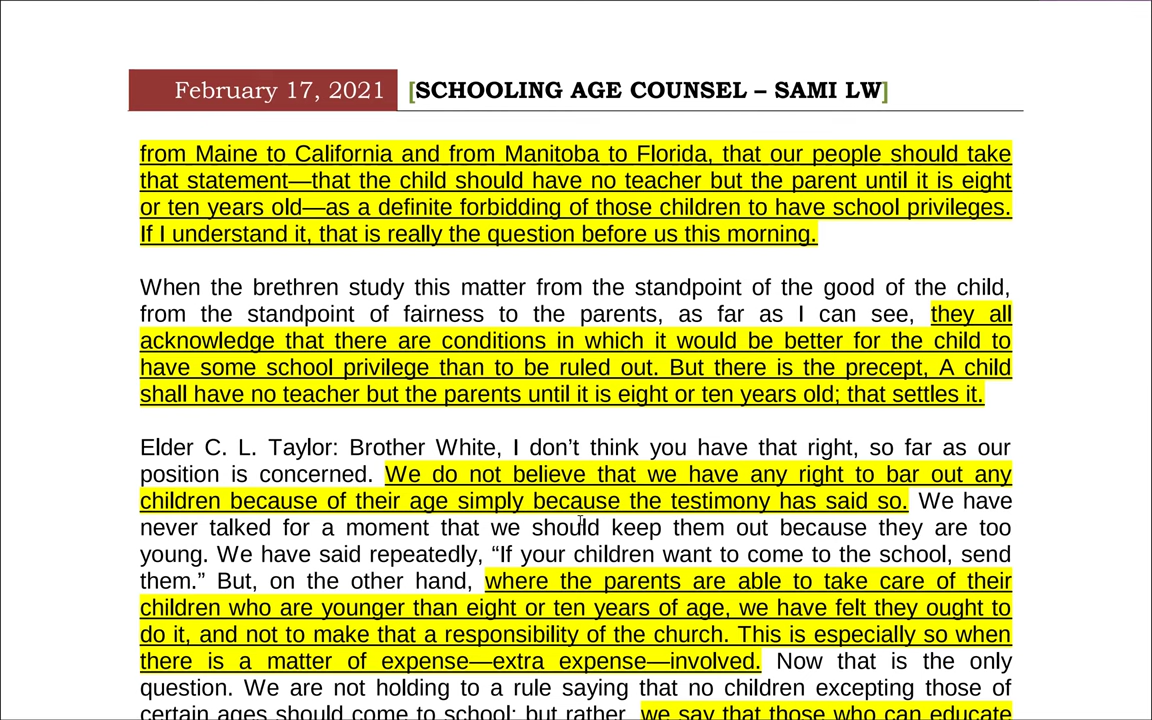 February 17, 2021 [SCHOOLING AGE COUNSEL – SAMI LW]
from Maine to California and from Manitoba to Florida, that our people should take
that statement—that the child should have no teacher but the parent until it is eight
or ten years old—as a definite forbidding of those children to have school privileges.
If I understand it, that is really the question before us this morning.
When the brethren study this matter from the standpoint of the good of the child,
from the standpoint of fairness to the parents, as far as I can see, they all
acknowledge that there are conditions in which it would be better for the child to
have some school privilege than to be ruled out. But there is the precept, A child
shall have no teacher but the parents until it is eight or ten years old; that settles it.
Elder C. L. Taylor: Brother White, I don’t think you have that right, so far as our
position is concerned. We do not believe that we have any right to bar out any
children because of their age simply because the testimony has said so. We have
never talked for a moment that we should keep them out because they are too
young. We have said repeatedly, “If your children want to come to the school, send
them.” But, on the other hand, where the parents are able to take care of their
children who are younger than eight or ten years of age, we have felt they ought to
do it, and not to make that a responsibility of the church. This is especially so when
there is a matter of expense—extra expense—involved. Now that is the only
question. We are not holding to a rule saying that no children excepting those of
certain ages should come to school; but rather, we say that those who can educate